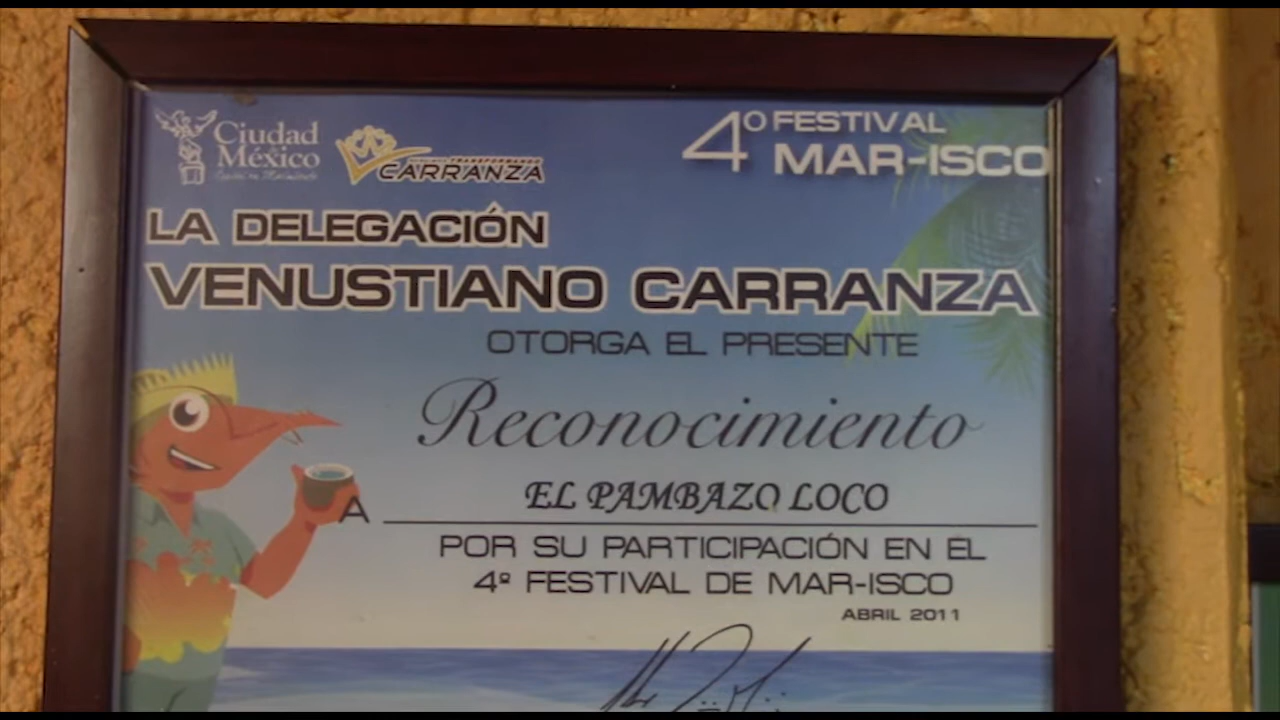 Ciudad
México
TRANSFORMANDO
CARRANZA
4º FESTIVAL
MAR-ISCO
LA DELEGACIÓN
VENUSTIANO CARRANZA
OTORGA EL PRESENTE
Reconocimiento
EL PAMBAZO LOCO
A
POR SU PARTICIPACIÓN EN EL
4º FESTIVAL DE MAR-ISCO
ABRIL 2011